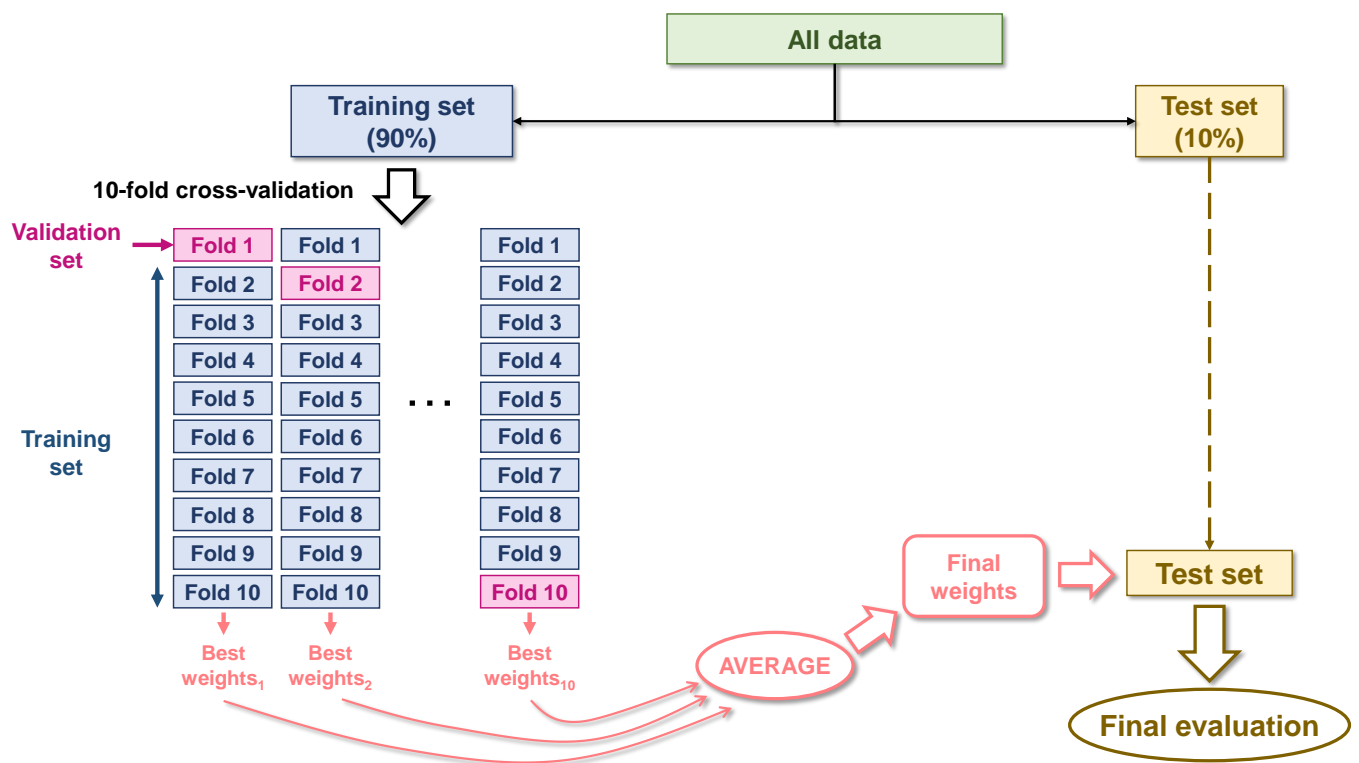 All data
Training set
(90%)
Test set
(10%)
10-fold cross-validation
Validation
set
Training
set
Fold 1
Fold 2
Fold 3
Fold 4
Fold 5
Fold 6
Fold 7
Fold 8
Fold 9
Fold 10
Fold 1
Fold 2
Fold 3
Fold 4
Fold 5
Fold 6
Fold 7
Fold 8
Fold 9
Fold 10
...
Fold 1
Fold 2
Fold 3
Fold 4
Fold 5
Fold 6
Fold 7
Fold 8
Fold 9
Fold 10
Best
weights₁
Best
weights₂
Best
weights₁₀
AVERAGE
Final
weights
Test set
Final evaluation